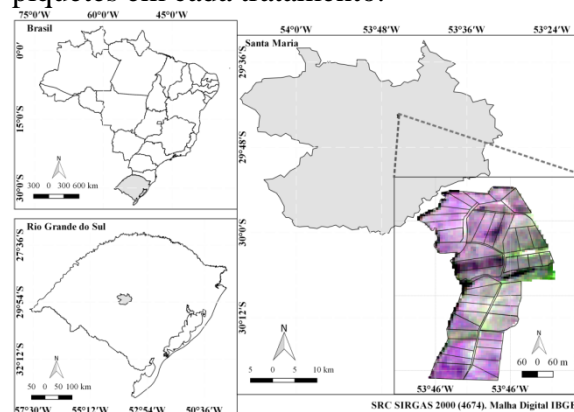 piquetes em cada tratamento.
75°0'W 60°0'W 45°0'W
Brasil
0°0'
15°0'S
30°0'S
N
300 0 300 600 km
Rio Grande do Sul
27°36'S
29°54'S
32°12'S
N
50 0 50 100 km
57°30'W 55°12'W 52°54'W 50°36'W
54°0'W 53°48'W 53°36'W 53°24'W
Santa Maria
29°36'S
29°48'S
30°0'S
30°12'S
N
5 0 5 10 km
N
60 0 60 m
53°46'W 53°46'W
SRC SIRGAS 2000 (4674). Malha Digital IBGE